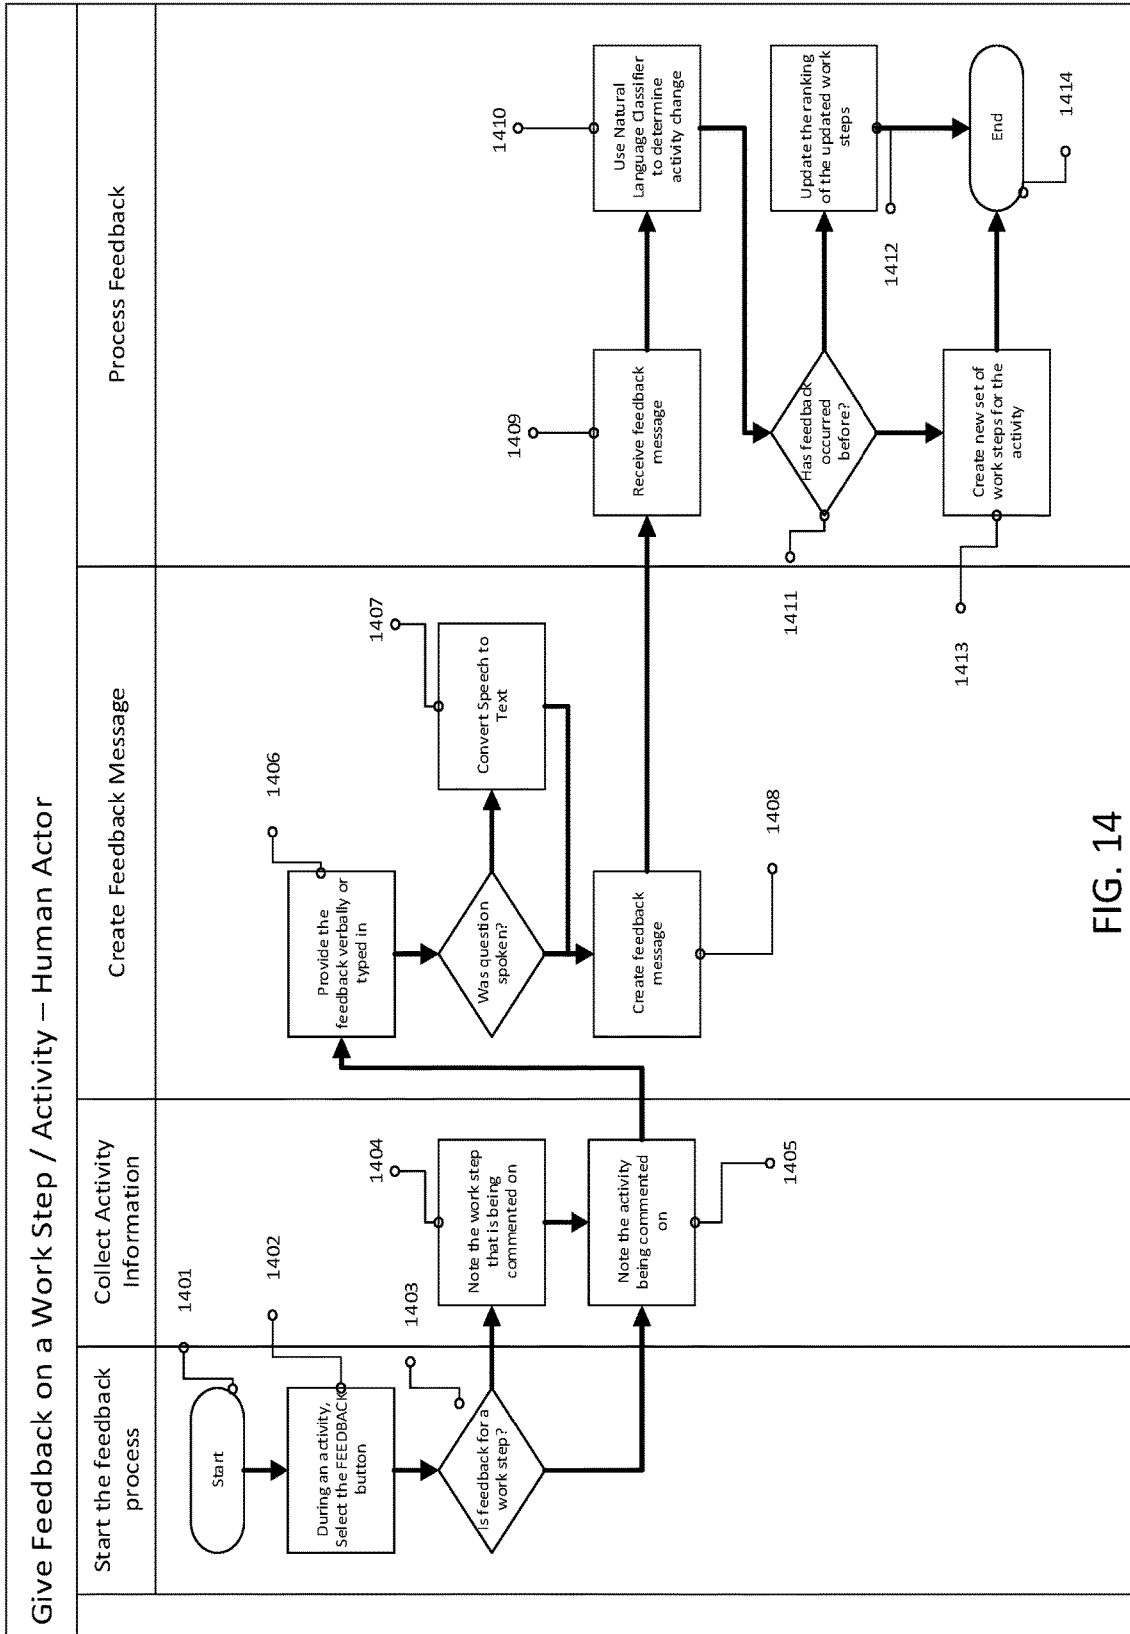 Give Feedback on a Work Step / Activity – Human Actor
Start the feedback
process
Collect Activity
Information
Create Feedback Message
Process Feedback
1401
Start
1402
During an activity,
Select the FEEDBACK
button
1403
Is feedback for a
work step?
1404
Note the work step
that is being
commented on
Note the activity
being commented
on
1405
1406
Provide the
feedback verbally or
typed in
Was question
spoken?
1407
Convert Speech to
Text
Create feedback
message
1408
1409
Receive feedback
message
1410
Use Natural
Language Classifier
to determine
activity change
Has feedback
occurred
before?
1411
Update the ranking
of the updated work
steps
1412
Create new set of
work steps for the
activity
1413
End
1414
FIG. 14